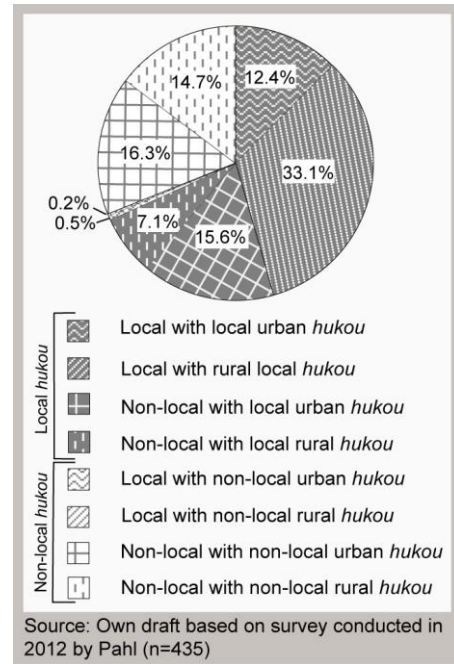 14.7%
12.4%
16.3%
33.1%
0.2%
0.5%
7.1%
15.6%
Local hukou
Local with local urban hukou
Local with rural local hukou
Non-local with local urban hukou
Non-local with local rural hukou
Non-local hukou
Local with non-local urban hukou
Local with non-local rural hukou
Non-local with non-local urban hukou
Non-local with non-local rural hukou
Source: Own draft based on survey conducted in
2012 by Pahl (n=435)